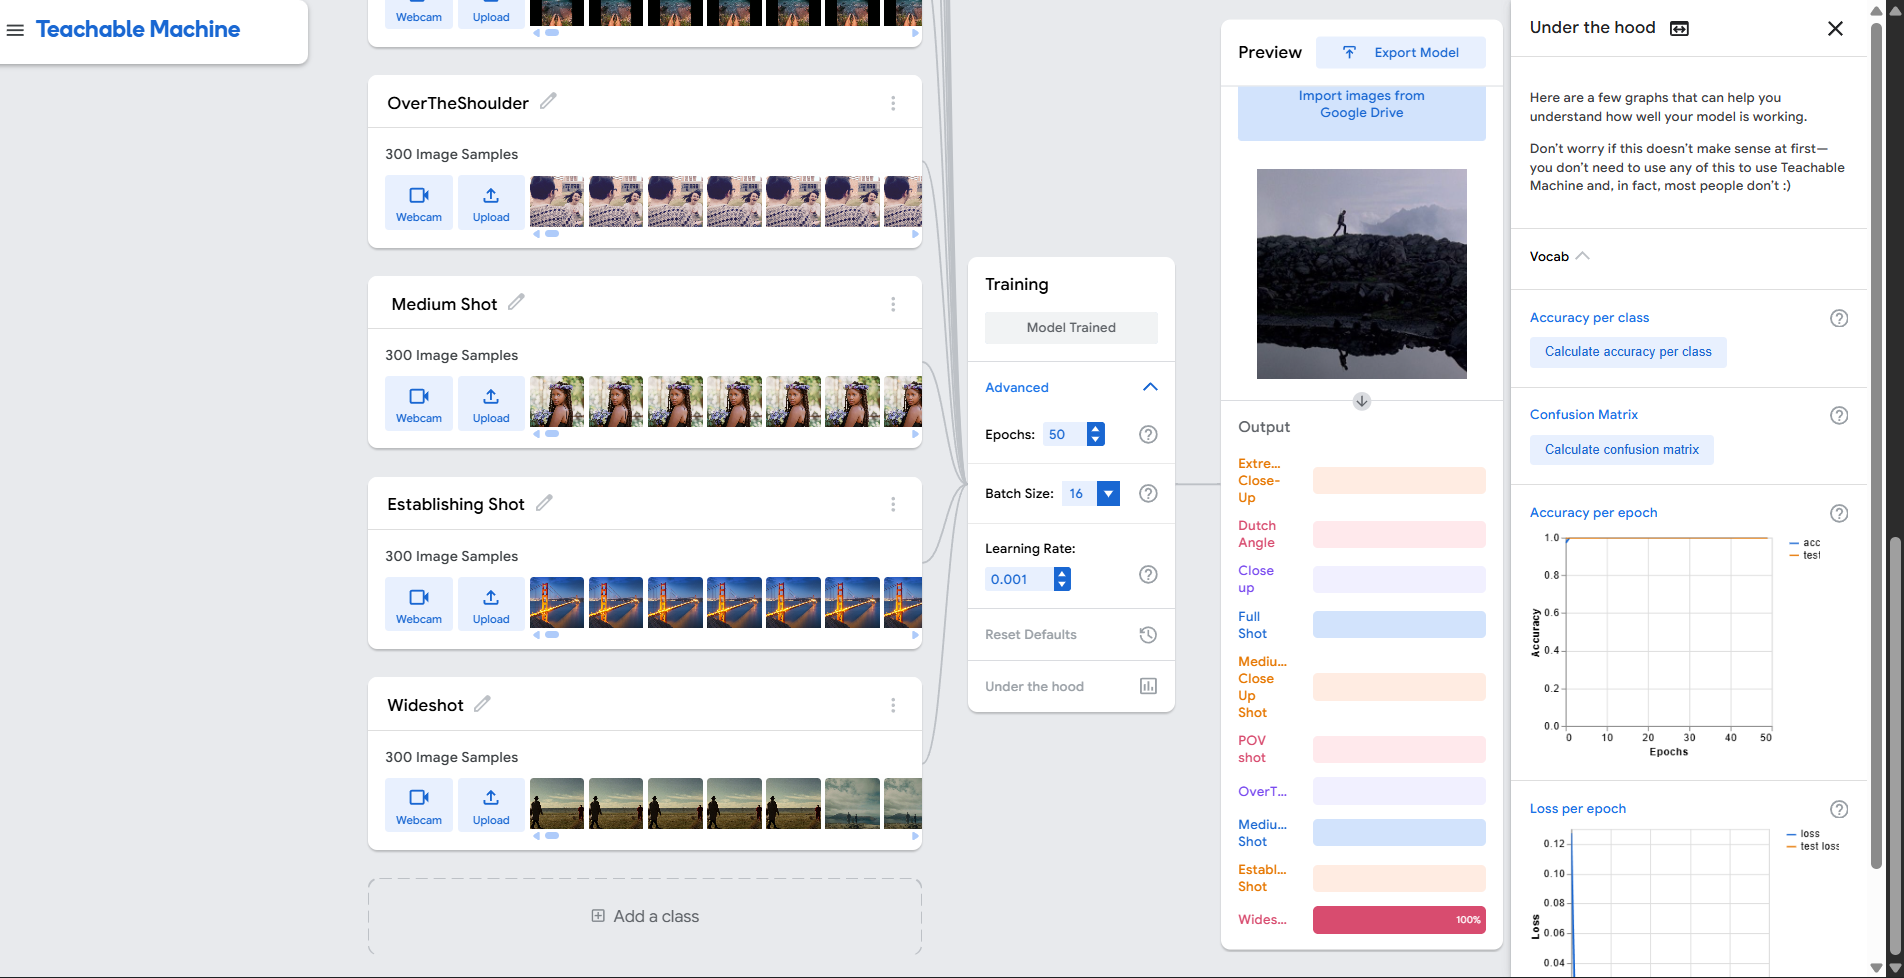 Teachable Machine
Webcam
Upload
OverTheShoulder
300 Image Samples
Webcam
Upload
Medium Shot
300 Image Samples
Webcam
Upload
Establishing Shot
300 Image Samples
Webcam
Upload
Wideshot
300 Image Samples
Webcam
Upload
Add a class
Training
Model Trained
Advanced
Epochs: 50
Batch Size: 16
Learning Rate:
0.001
Reset Defaults
Under the hood
Preview
Export Model
Import images from
Google Drive
Output
Extre...
Close-
Up
Dutch
Angle
Close
up
Full
Shot
Mediu...
Close
Up
Shot
POV
shot
OverT...
Mediu...
Shot
Establ...
Shot
Wides...
100%
Under the hood
Here are a few graphs that can help you
understand how well your model is working.
Don't worry if this doesn't make sense at first—
you don't need to use any of this to use Teachable
Machine and, in fact, most people don't :)
Vocab
Accuracy per class
Calculate accuracy per class
Confusion Matrix
Calculate confusion matrix
Accuracy per epoch
1.0
0.8
0.6
0.4
0.2
0.0
Accuracy
0 10 20 30 40 50
Epochs
acc
test
Loss per epoch
0.12
0.10
0.08
0.06
0.04
Loss
loss
test loss